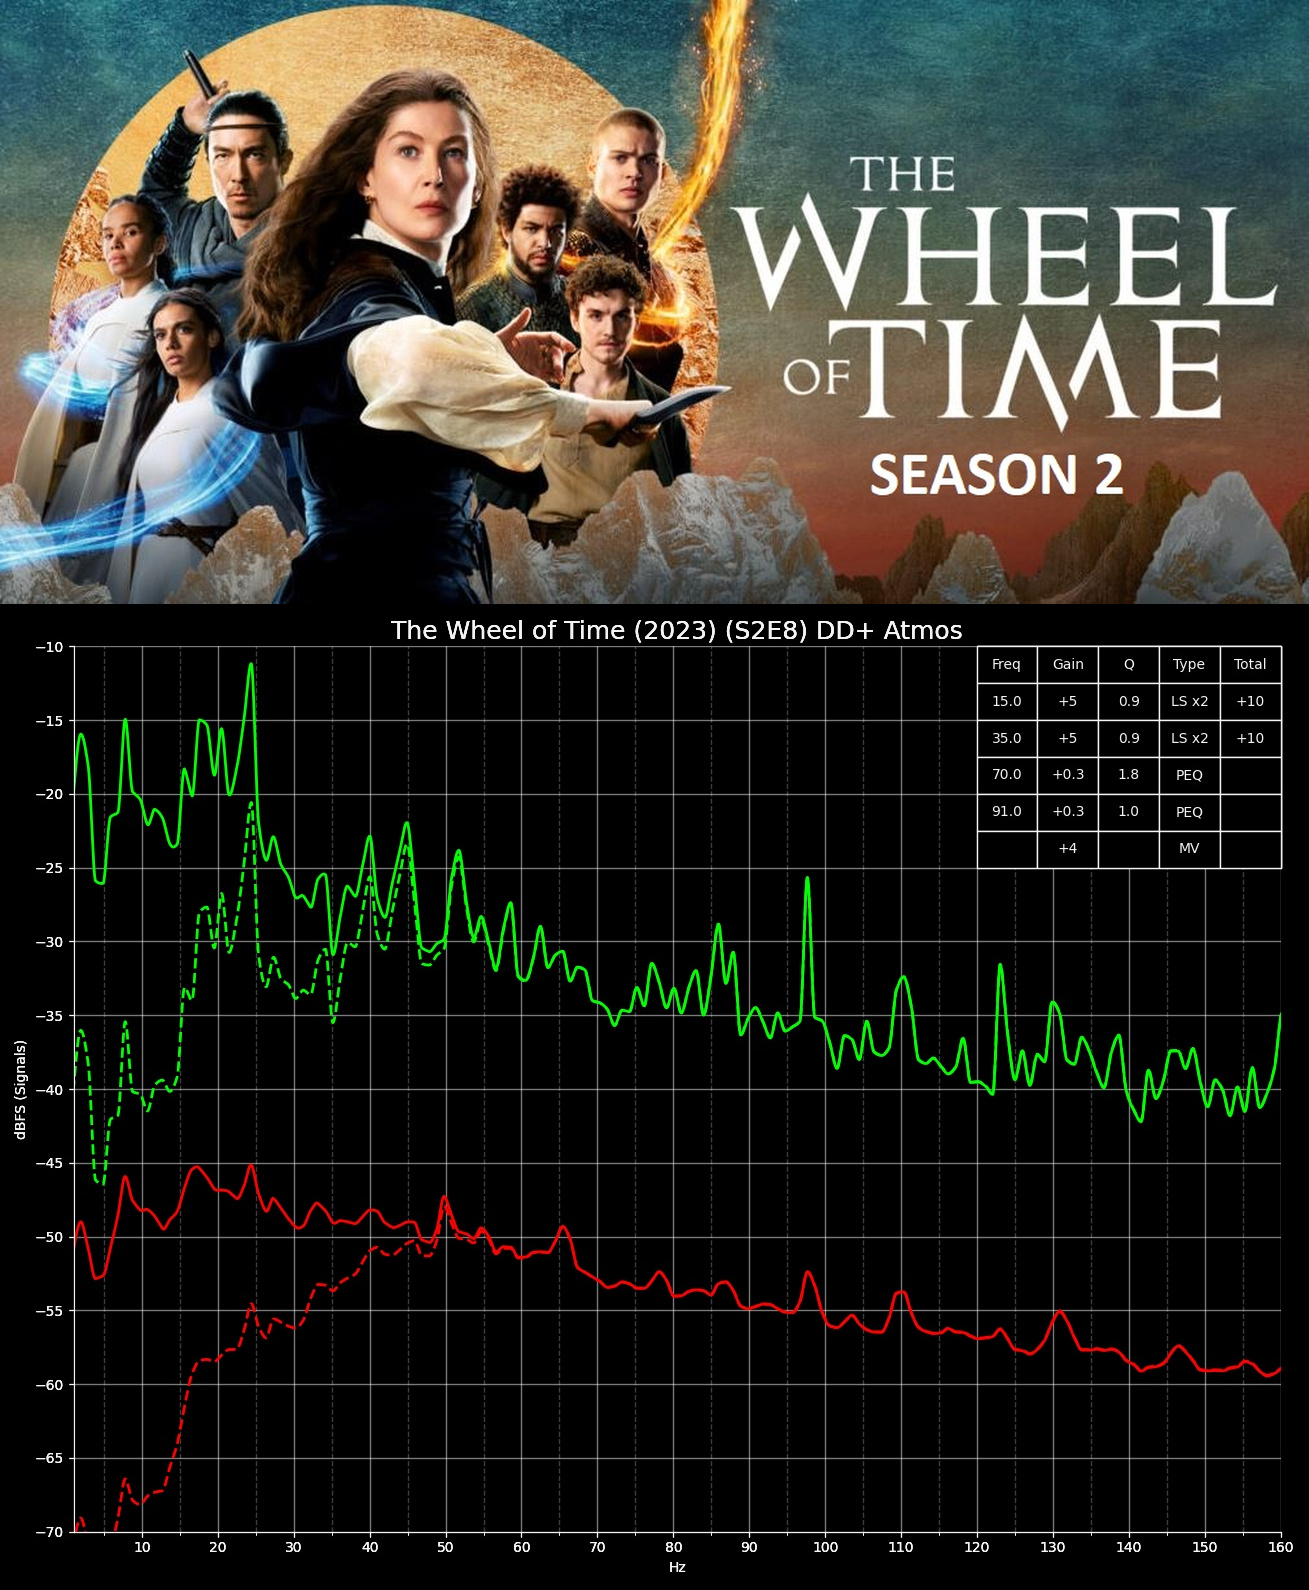 THE
WHEEL
OF TIME
SEASON 2
The Wheel of Time (2023) (S2E8) DD+ Atmos
Freq Gain Q Type Total
15.0 +5 0.9 LS x2 +10
35.0 +5 0.9 LS x2 +10
70.0 +0.3 1.8 PEQ
91.0 +0.3 1.0 PEQ
+4 MV
−10
−15
−20
−25
−30
−35
−40
−45
−50
−55
−60
−65
−70
dBFS (Signals)
10 20 30 40 50 60 70 80 90 100 110 120 130 140 150 160
Hz